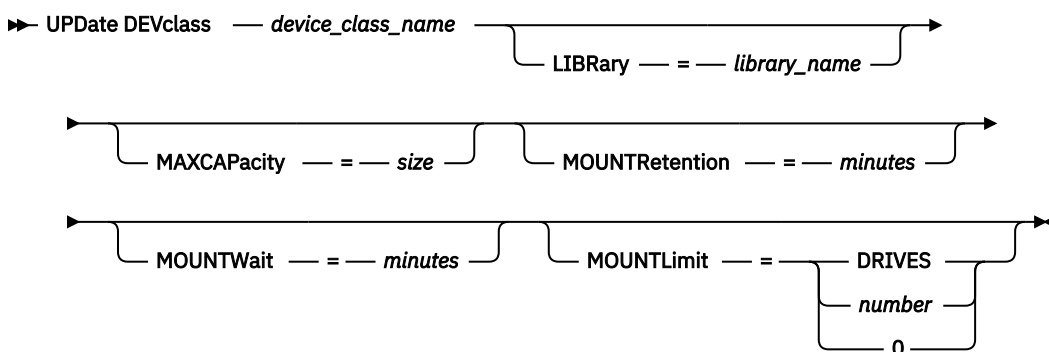 UPDate DEVclass — device_class_name
LIBRary — = — library_name
MAXCAPacity — = — size
MOUNTRetention — = — minutes
MOUNTWait — = — minutes
MOUNTLimit — = DRIVES
number
0